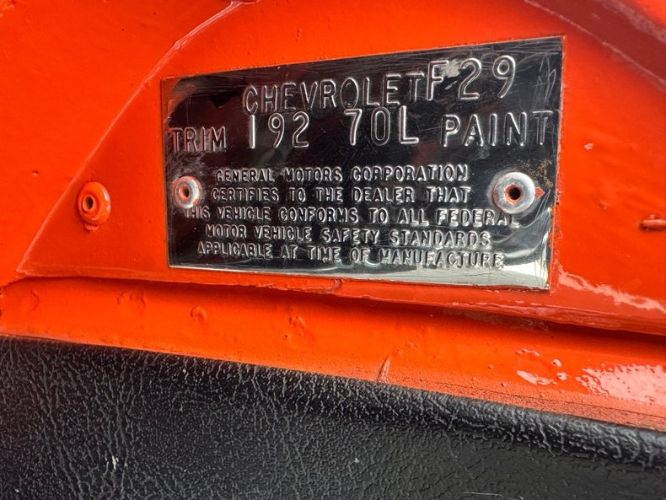 CHEVROLET F29
TRIM 192 70L PAINT
GENERAL MOTORS CORPORATION
CERTIFIES TO THE DEALER THAT
THIS VEHICLE CONFORMS TO ALL FEDERAL
MOTOR VEHICLE SAFETY STANDARDS
APPLICABLE AT TIME OF MANUFACTURE